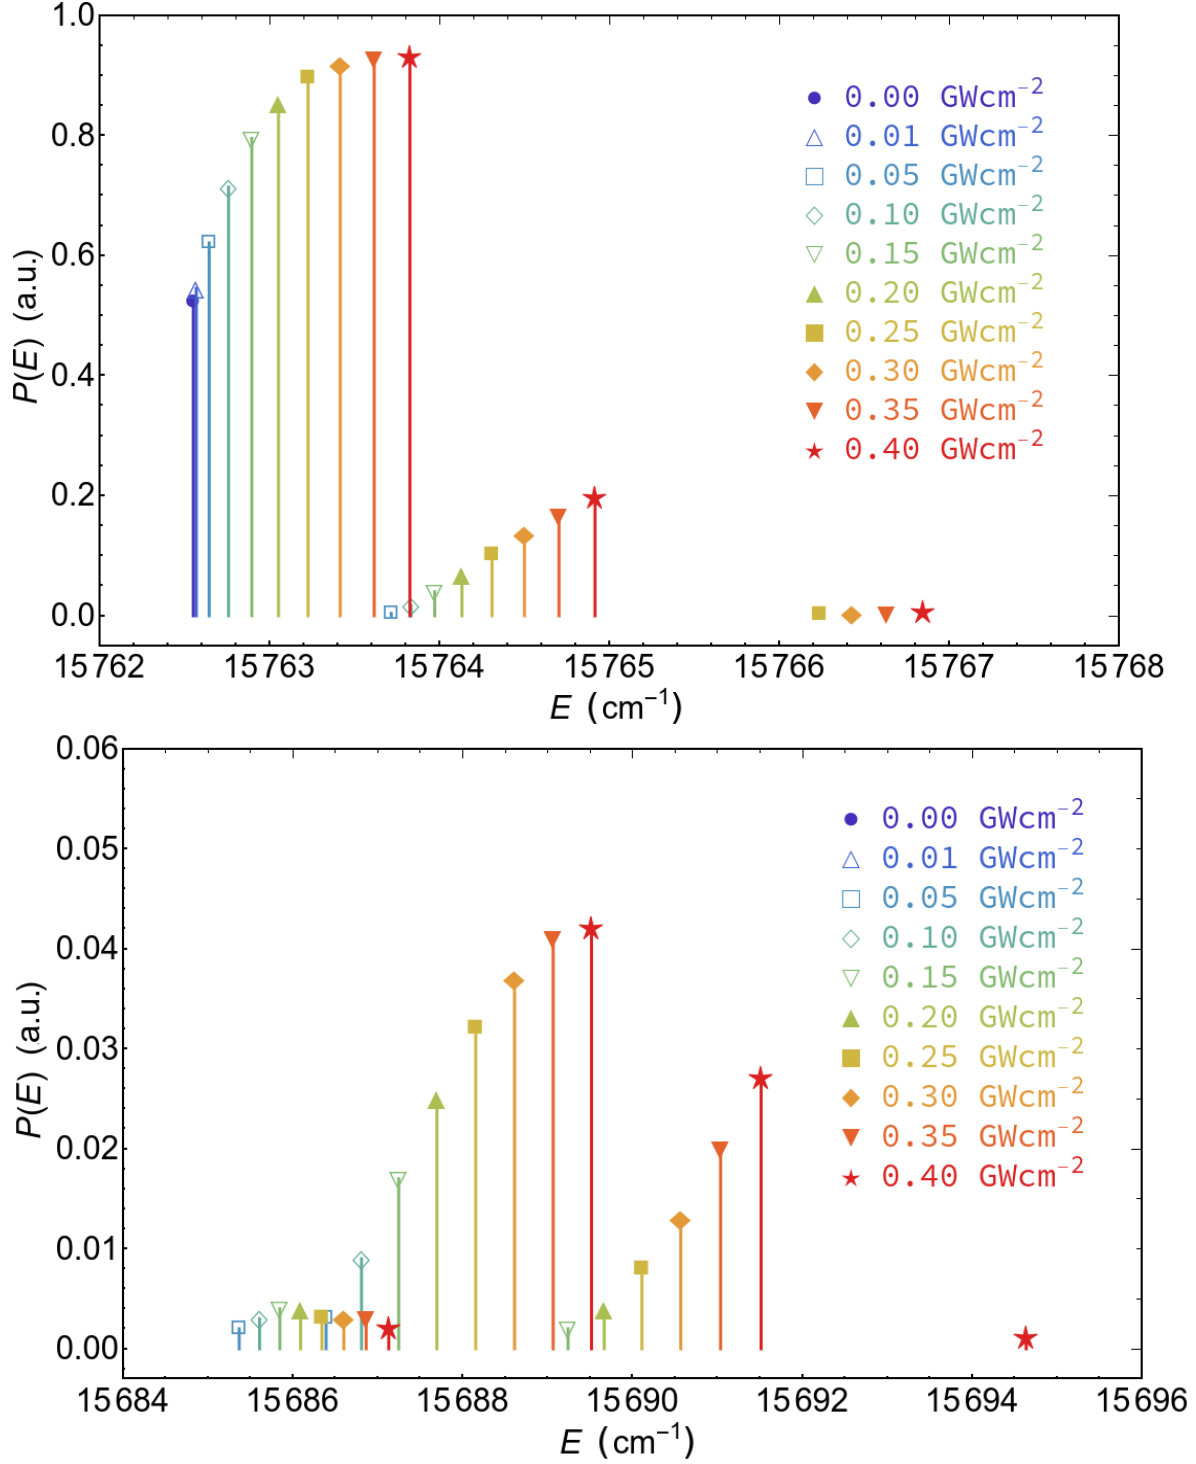 1.0
0.8
0.6
0.4
0.2
0.0
P(E) (a.u.)
0.00 GWcm⁻²
0.01 GWcm⁻²
0.05 GWcm⁻²
0.10 GWcm⁻²
0.15 GWcm⁻²
0.20 GWcm⁻²
0.25 GWcm⁻²
0.30 GWcm⁻²
0.35 GWcm⁻²
0.40 GWcm⁻²
15762 15763 15764 15765 15766 15767 15768
E (cm⁻¹)
0.06
0.05
0.04
0.03
0.02
0.01
0.00
P(E) (a.u.)
0.00 GWcm⁻²
0.01 GWcm⁻²
0.05 GWcm⁻²
0.10 GWcm⁻²
0.15 GWcm⁻²
0.20 GWcm⁻²
0.25 GWcm⁻²
0.30 GWcm⁻²
0.35 GWcm⁻²
0.40 GWcm⁻²
15684 15686 15688 15690 15692 15694 15696
E (cm⁻¹)